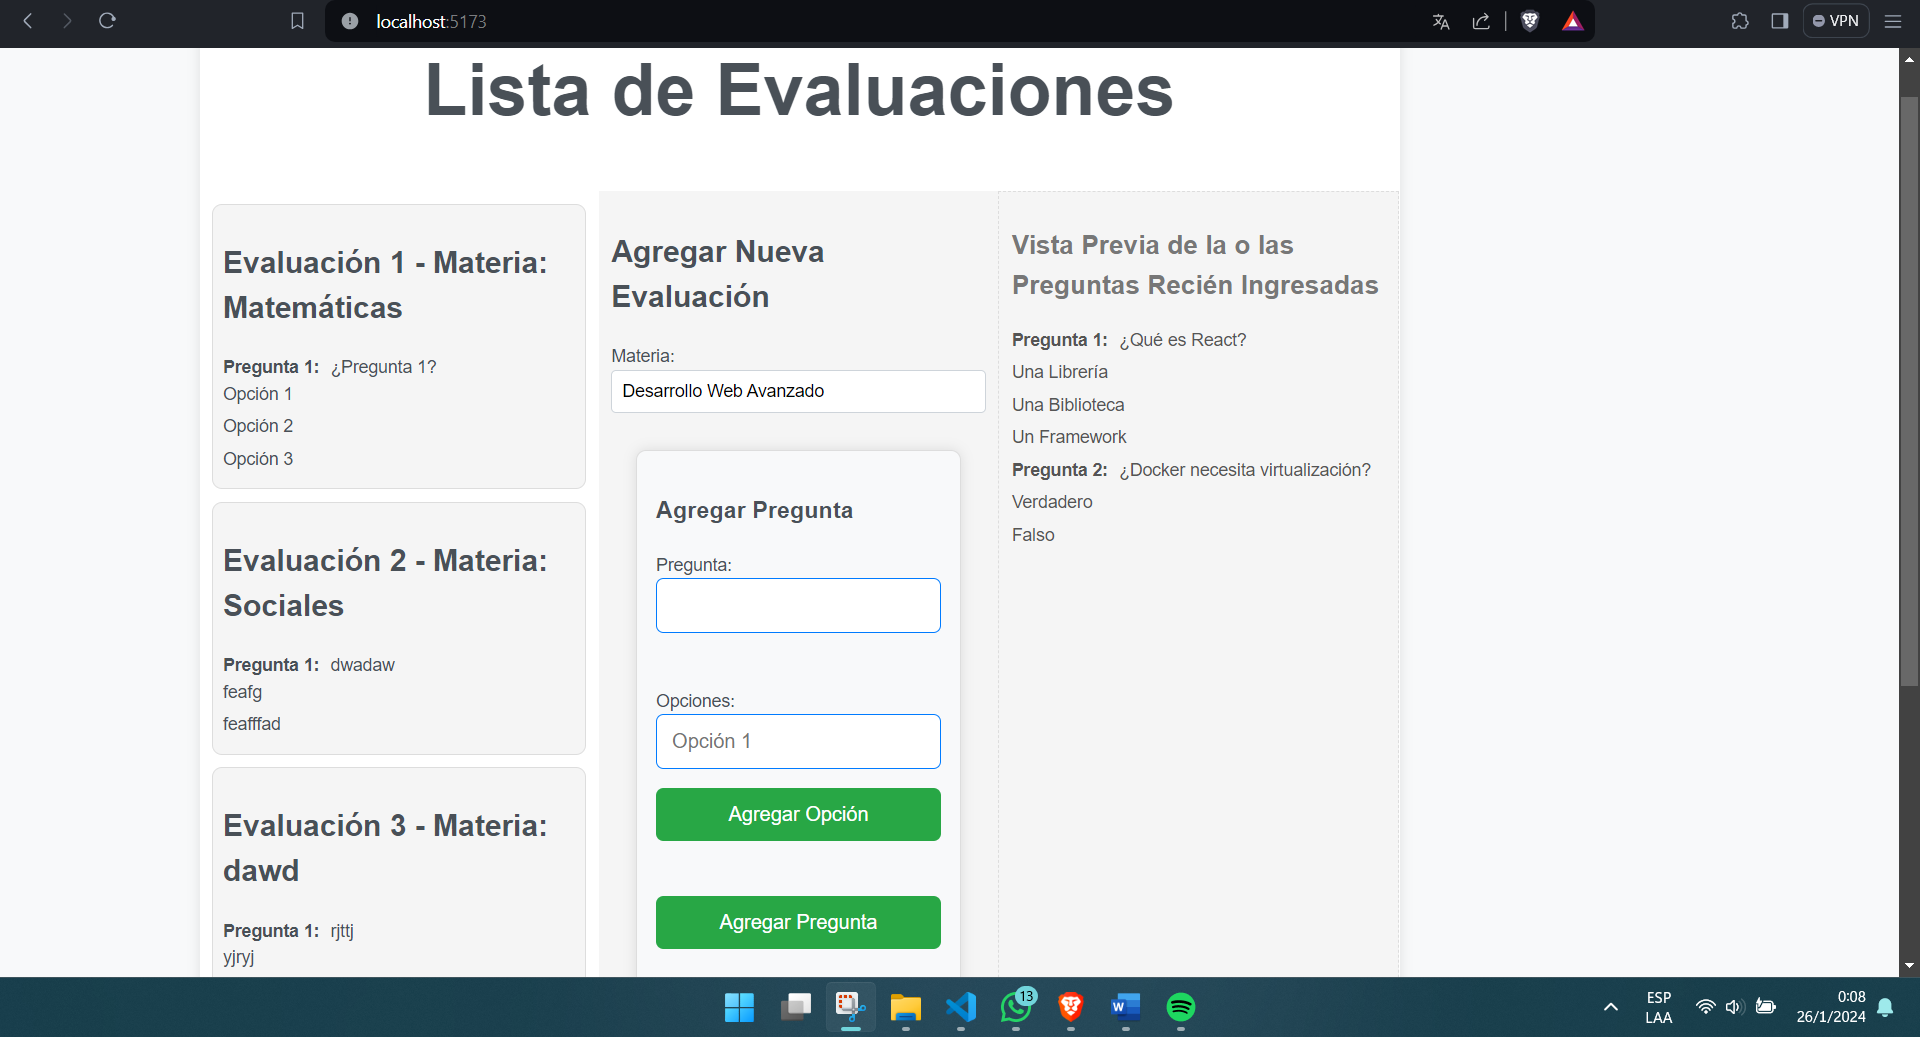 localhost:5173
VPN
Lista de Evaluaciones
Evaluación 1 - Materia:
Matemáticas
Pregunta 1: ¿Pregunta 1?
Opción 1
Opción 2
Opción 3
Evaluación 2 - Materia:
Sociales
Pregunta 1: dwadaw
feafg
feafffad
Evaluación 3 - Materia:
dawd
Pregunta 1: rjttj
yjryj
Agregar Nueva
Evaluación
Materia:
Desarrollo Web Avanzado
Agregar Pregunta
Pregunta:
Opciones:
Opción 1
Agregar Opción
Agregar Pregunta
Vista Previa de la o las
Preguntas Recién Ingresadas
Pregunta 1: ¿Qué es React?
Una Librería
Una Biblioteca
Un Framework
Pregunta 2: ¿Docker necesita virtualización?
Verdadero
Falso
13
W
ESP
LAA
0:08
26/1/2024